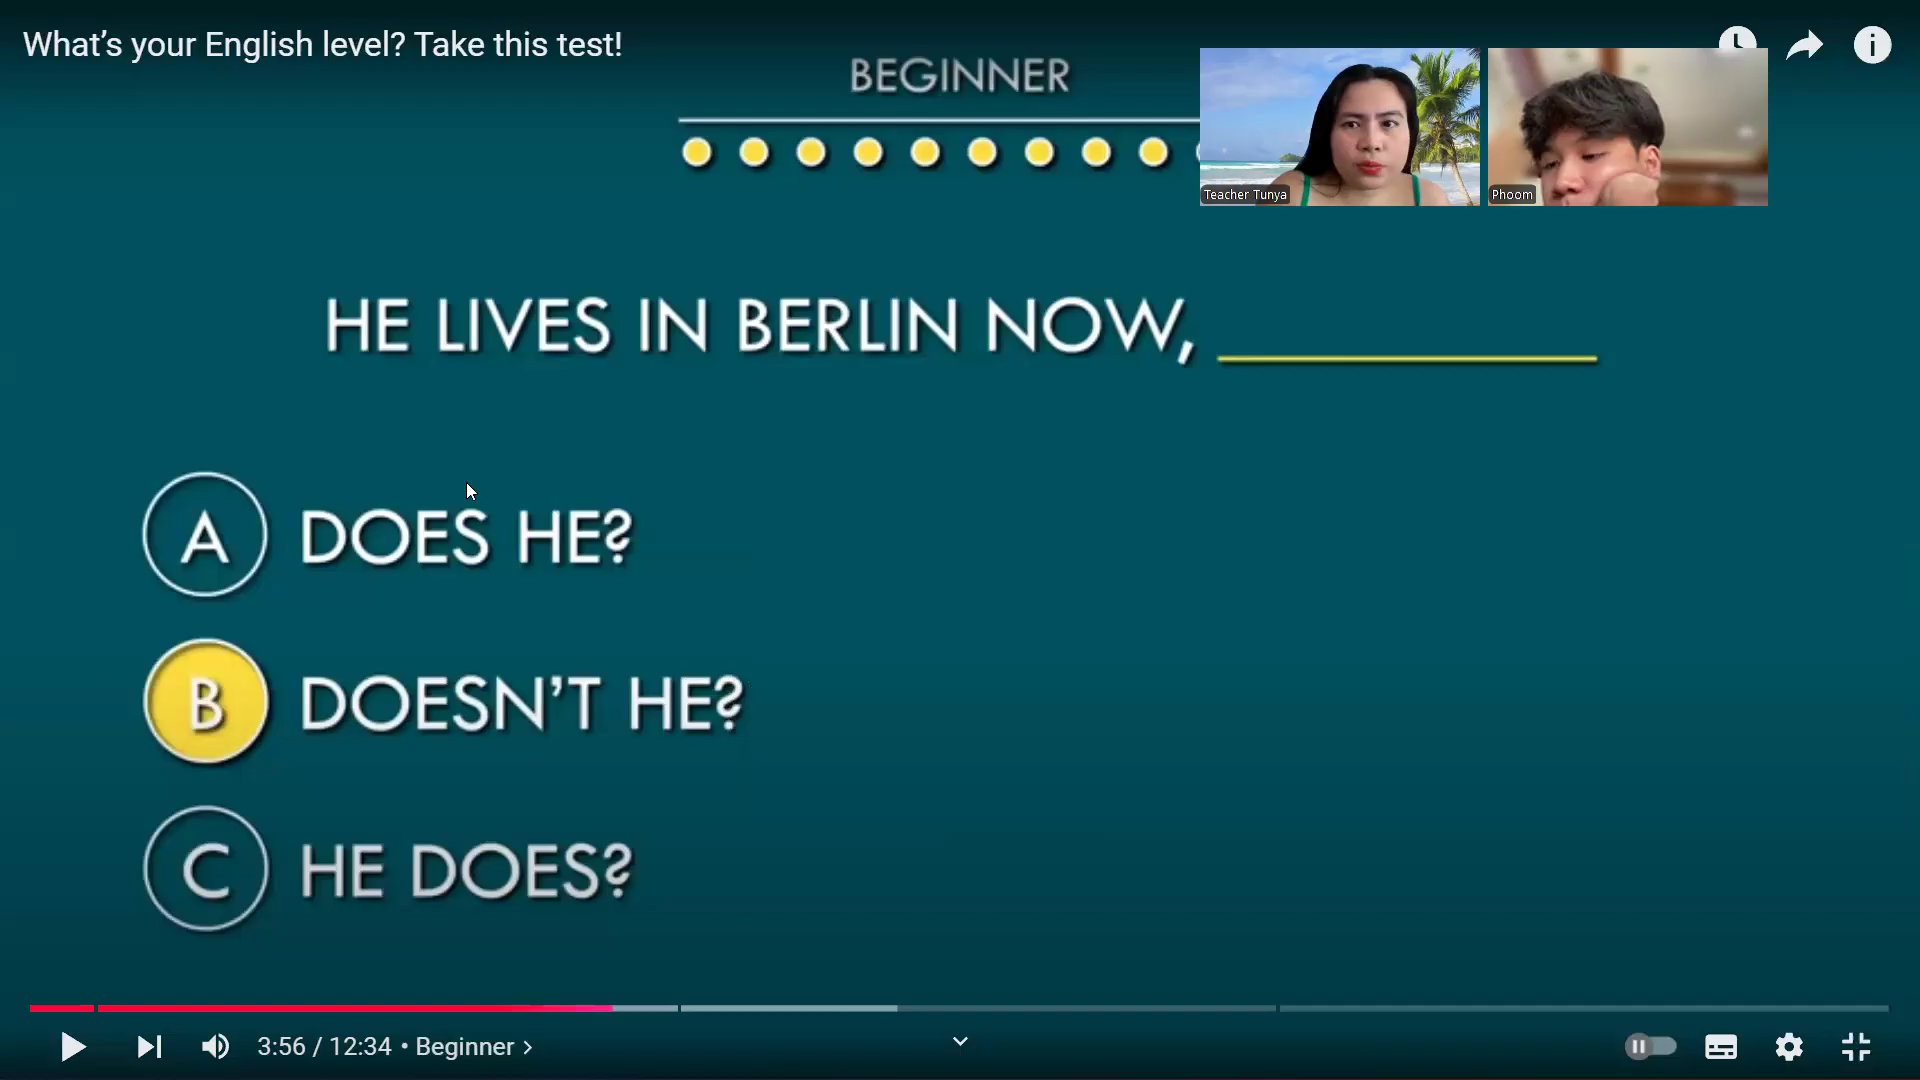 What's your English level? Take this test!
BEGINNER
Teacher Tunya
Phoom
HE LIVES IN BERLIN NOW, __________
A DOES HE?
B DOESN'T HE?
C HE DOES?
3:56 / 12:34 • Beginner >